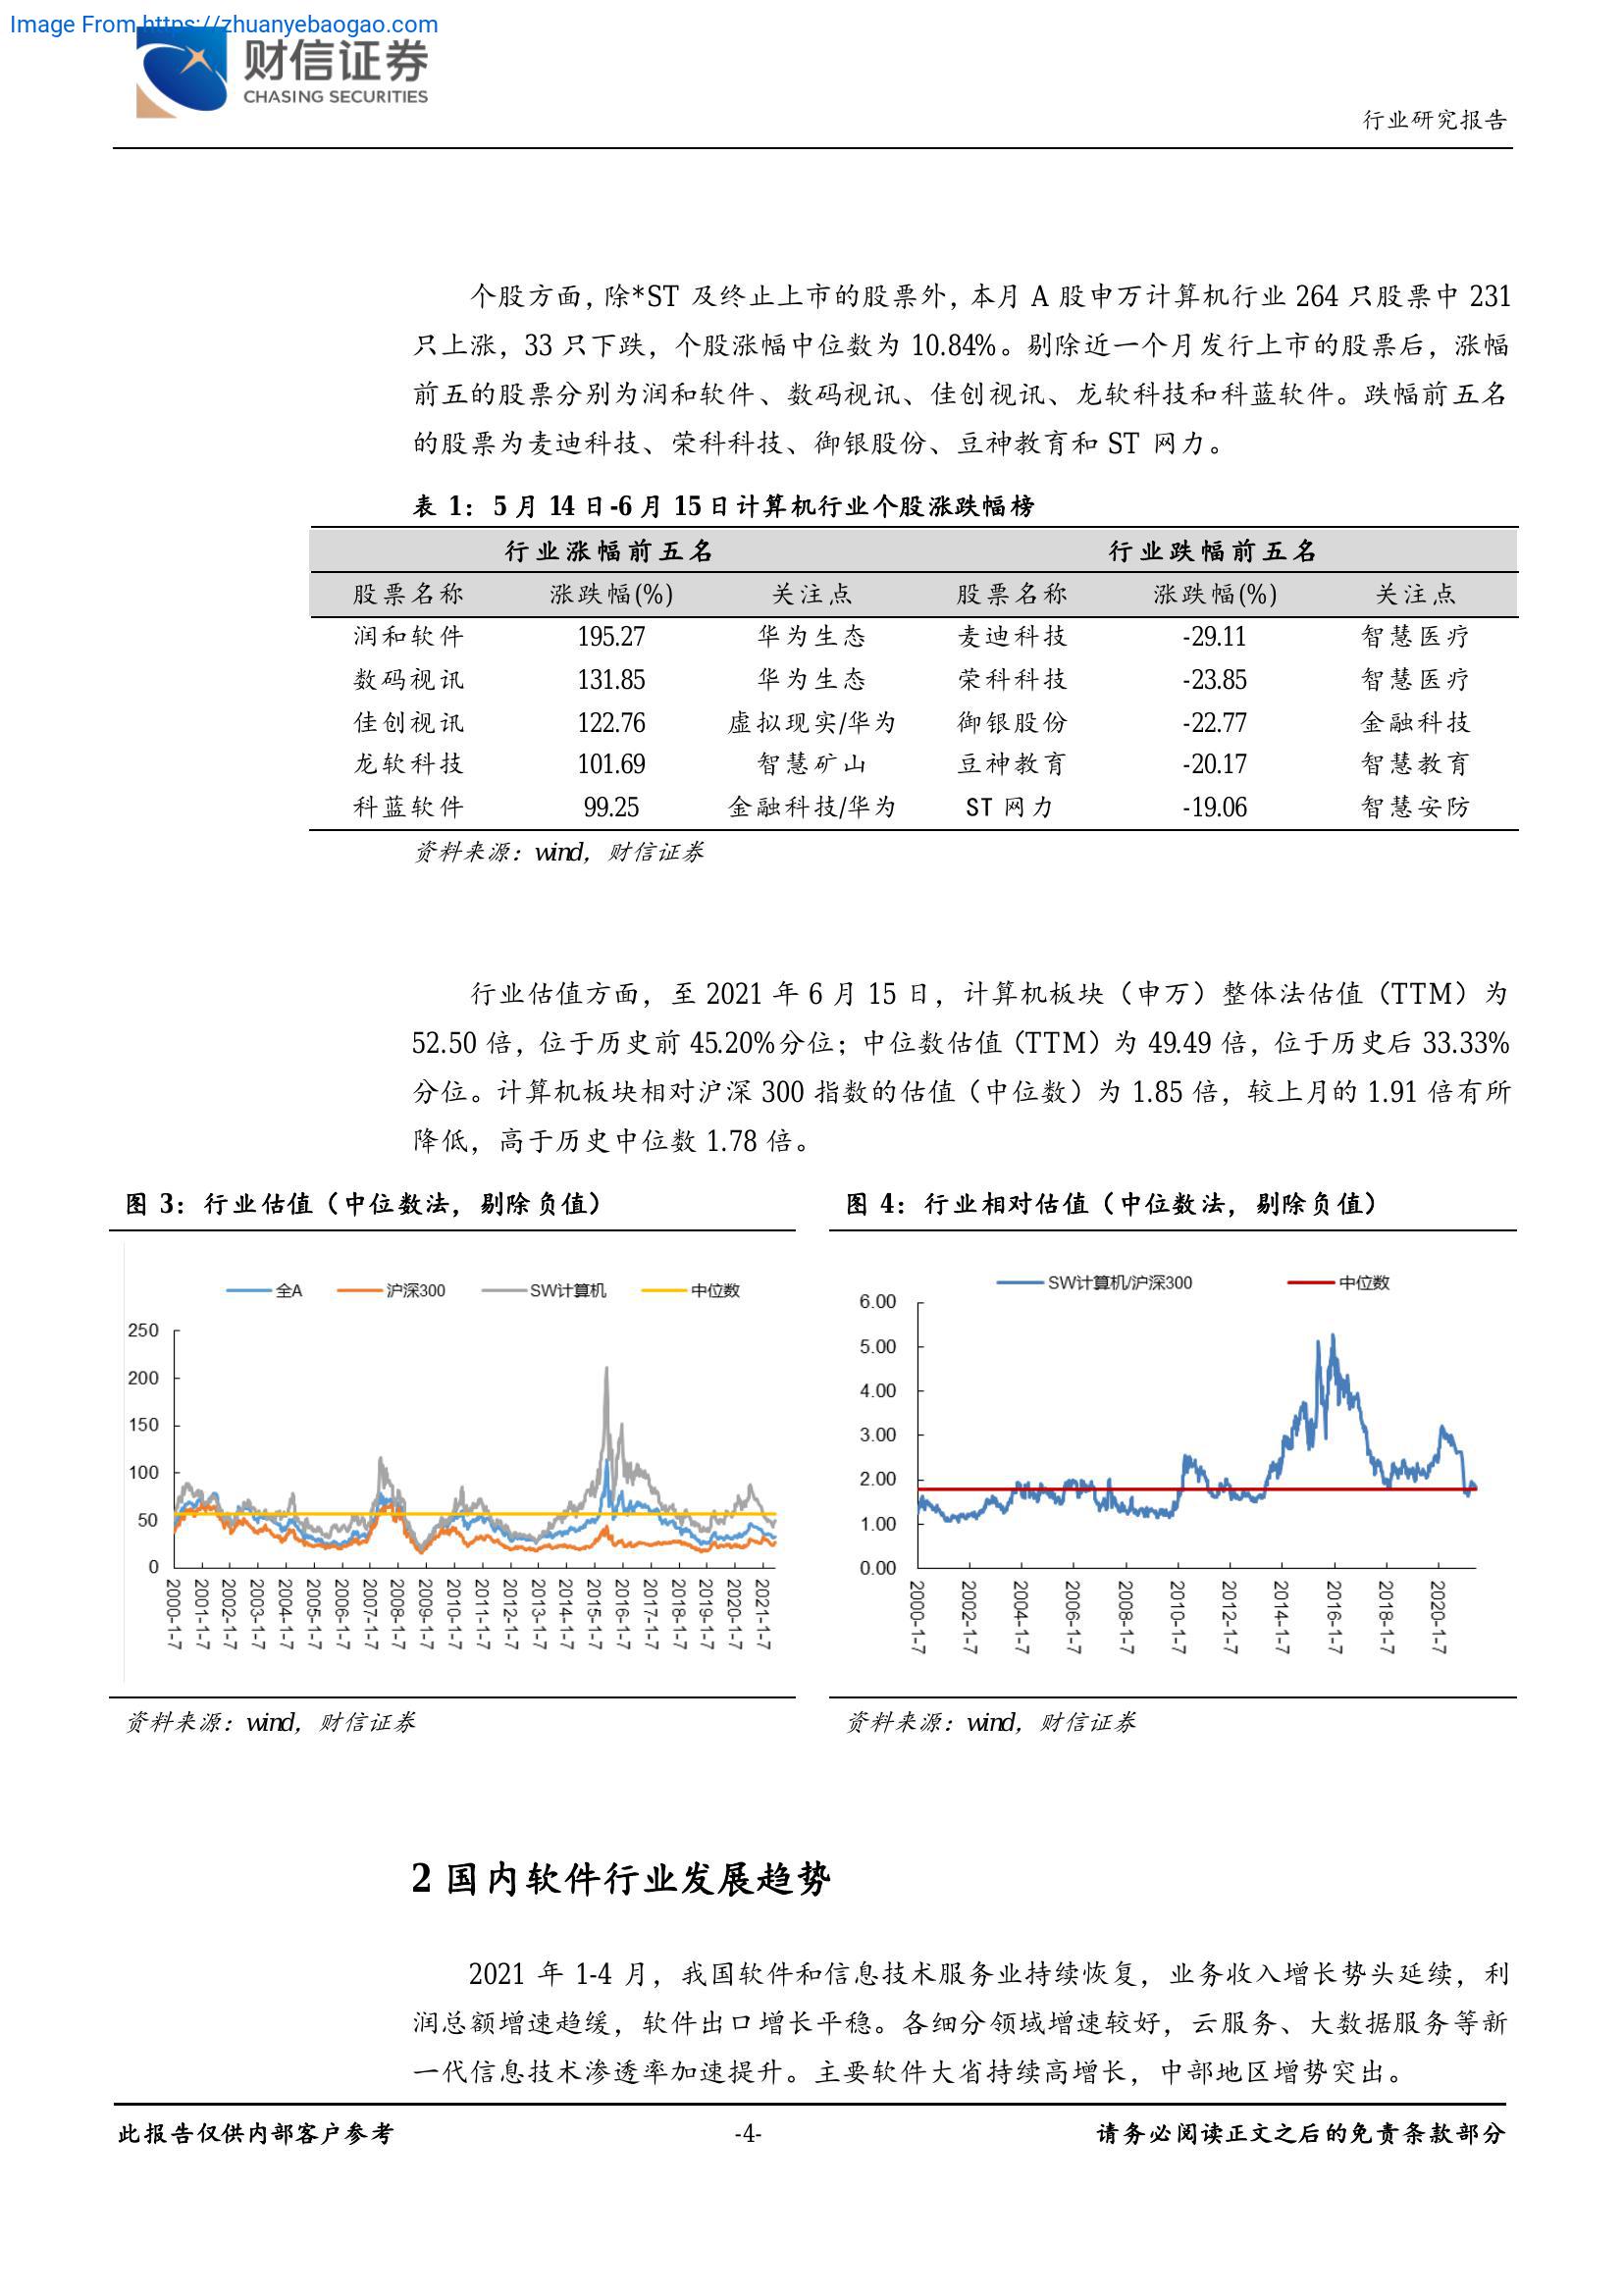 Image From https://zhuanyebaogao.com
财信证券
CHASING SECURITIES
行业研究报告
个股方面，除*ST 及终止上市的股票外，本月 A 股申万计算机行业 264 只股票中 231
只上涨，33 只下跌，个股涨幅中位数为 10.84%。剔除近一个月发行上市的股票后，涨幅
前五的股票分别为润和软件、数码视讯、佳创视讯、龙软科技和科蓝软件。跌幅前五名
的股票为麦迪科技、荣科科技、御银股份、豆神教育和 ST 网力。
表 1：5 月 14 日-6 月 15 日计算机行业个股涨跌幅榜
行业涨幅前五名 行业跌幅前五名
股票名称 涨跌幅(%) 关注点 股票名称 涨跌幅(%) 关注点
润和软件 195.27 华为生态 麦迪科技 -29.11 智慧医疗
数码视讯 131.85 华为生态 荣科科技 -23.85 智慧医疗
佳创视讯 122.76 虚拟现实/华为 御银股份 -22.77 金融科技
龙软科技 101.69 智慧矿山 豆神教育 -20.17 智慧教育
科蓝软件 99.25 金融科技/华为 ST 网力 -19.06 智慧安防
资料来源：wind，财信证券
行业估值方面，至 2021 年 6 月 15 日，计算机板块（申万）整体法估值（TTM）为
52.50 倍，位于历史前 45.20%分位；中位数估值（TTM）为 49.49 倍，位于历史后 33.33%
分位。计算机板块相对沪深 300 指数的估值（中位数）为 1.85 倍，较上月的 1.91 倍有所
降低，高于历史中位数 1.78 倍。
图 3：行业估值（中位数法，剔除负值）
全A 沪深300 SW计算机 中位数
250
200
150
100
50
0
2000-1-7 2001-1-7 2002-1-7 2003-1-7 2004-1-7 2005-1-7 2006-1-7 2007-1-7 2008-1-7 2009-1-7 2010-1-7 2011-1-7 2012-1-7 2013-1-7 2014-1-7 2015-1-7 2016-1-7 2017-1-7 2018-1-7 2019-1-7 2020-1-7 2021-1-7
资料来源：wind，财信证券
图 4：行业相对估值（中位数法，剔除负值）
SW计算机/沪深300 中位数
6.00
5.00
4.00
3.00
2.00
1.00
0.00
2000-1-7 2002-1-7 2004-1-7 2006-1-7 2008-1-7 2010-1-7 2012-1-7 2014-1-7 2016-1-7 2018-1-7 2020-1-7
资料来源：wind，财信证券
2 国内软件行业发展趋势
2021 年 1-4 月，我国软件和信息技术服务业持续恢复，业务收入增长势头延续，利
润总额增速趋缓，软件出口增长平稳。各细分领域增速较好，云服务、大数据服务等新
一代信息技术渗透率加速提升。主要软件大省持续高增长，中部地区增势突出。
此报告仅供内部客户参考
-4-
请务必阅读正文之后的免责条款部分